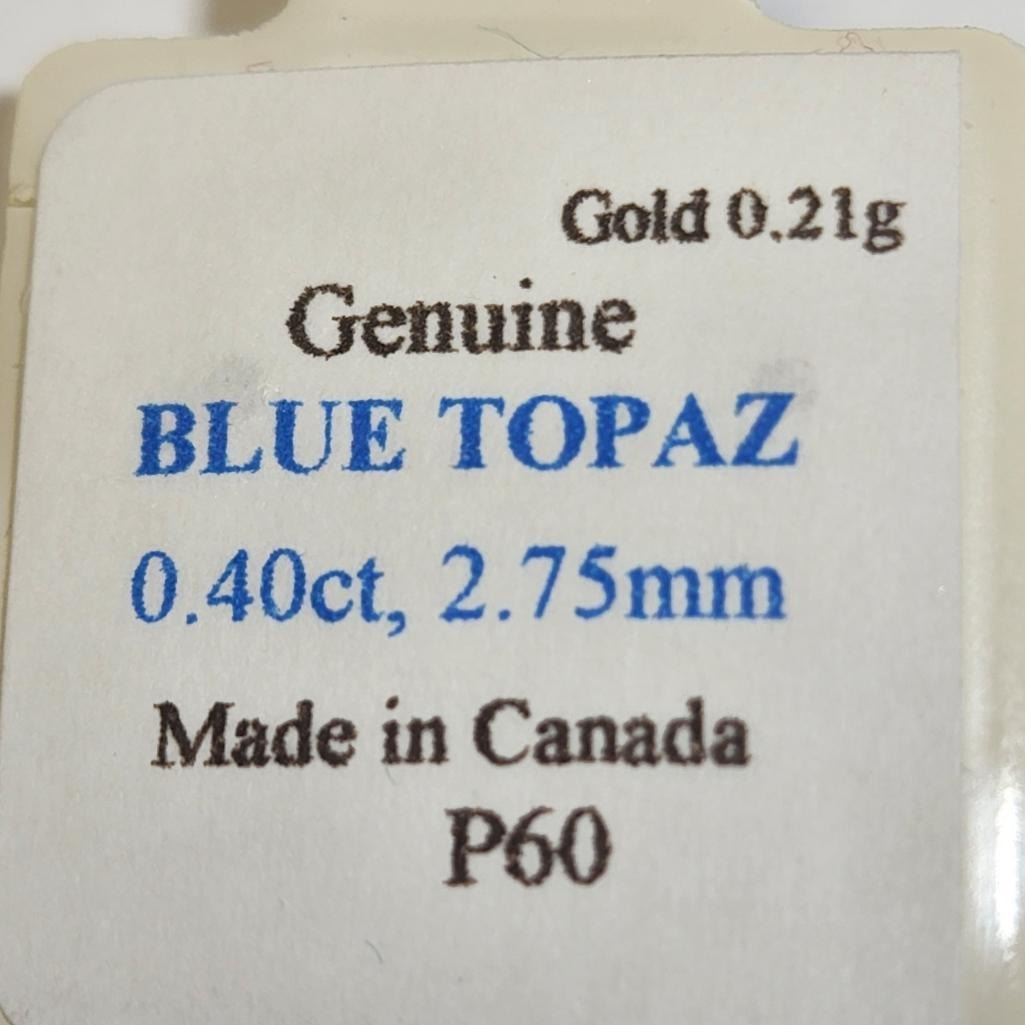 Gold 0.21g
Genuine
BLUE TOPAZ
0.40ct, 2.75mm
Made in Canada
P60